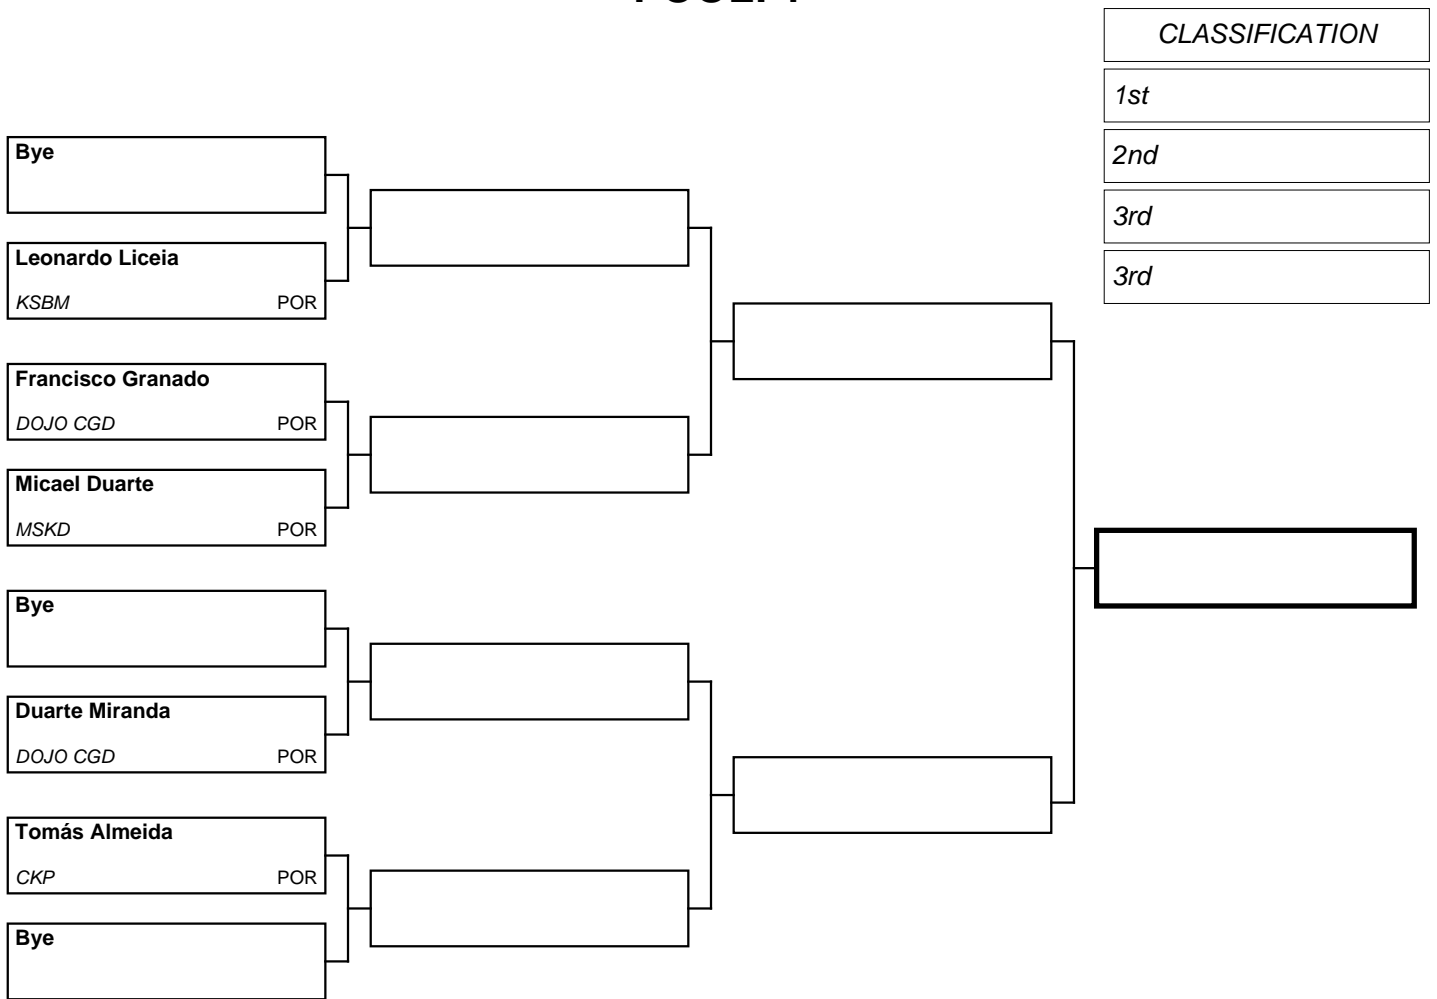 CLASSIFICATION
1st
2nd
3rd
3rd
Bye
Leonardo Liceia
KSBM POR
Francisco Granado
DOJO CGD POR
Micael Duarte
MSKD POR
Bye
Duarte Miranda
DOJO CGD POR
Tomás Almeida
CKP POR
Bye